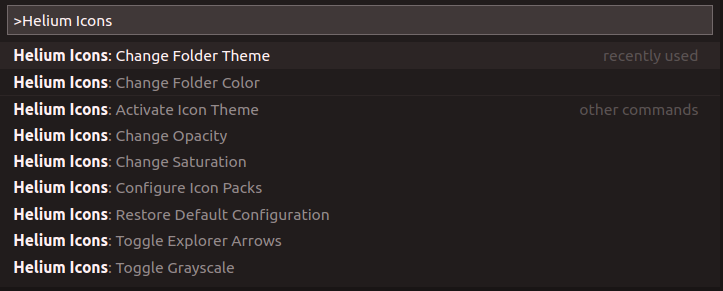 >Helium Icons
Helium Icons: Change Folder Theme recently used
Helium Icons: Change Folder Color
Helium Icons: Activate Icon Theme other commands
Helium Icons: Change Opacity
Helium Icons: Change Saturation
Helium Icons: Configure Icon Packs
Helium Icons: Restore Default Configuration
Helium Icons: Toggle Explorer Arrows
Helium Icons: Toggle Grayscale